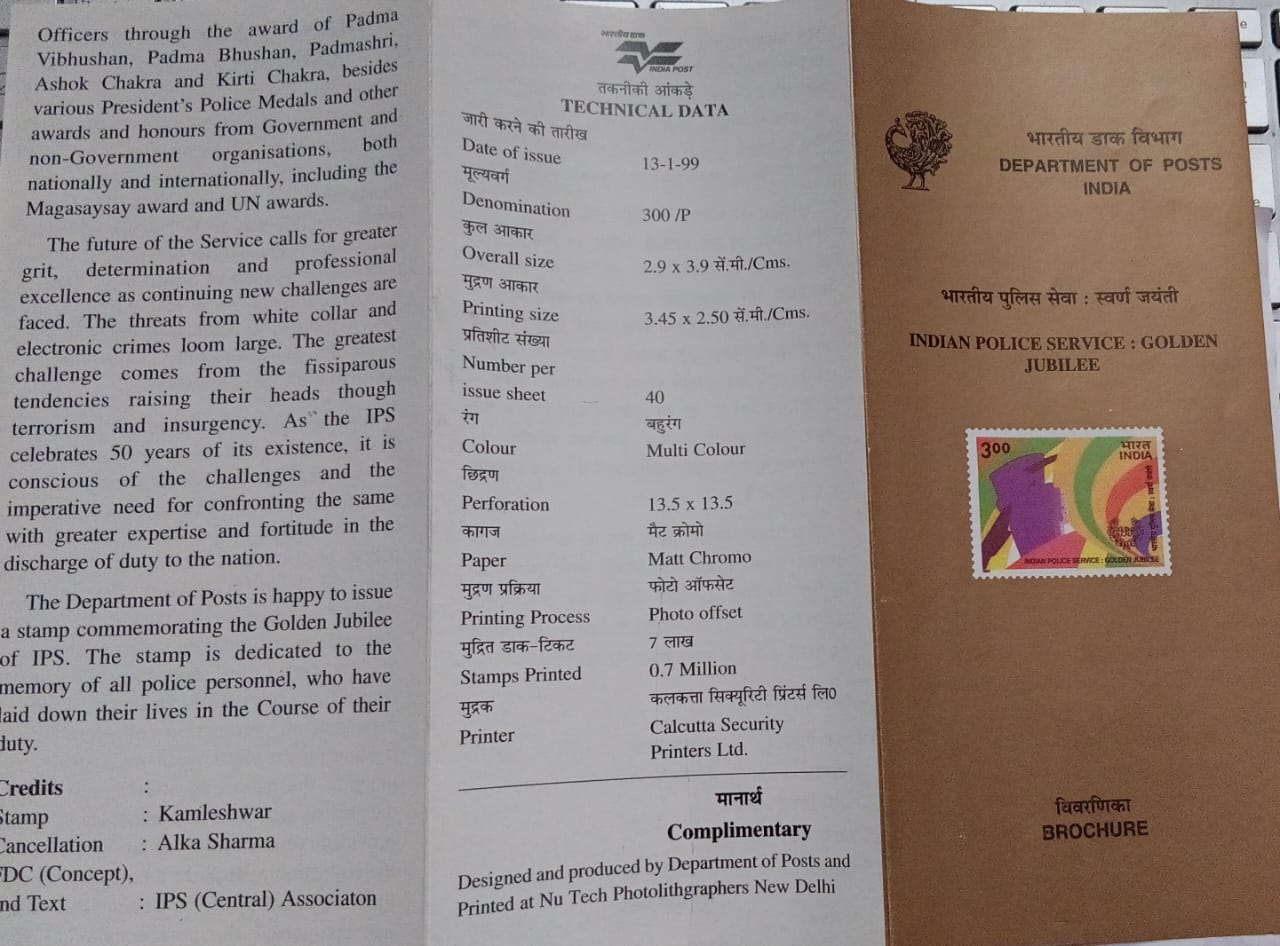 Officers through the award of Padma
Vibhushan, Padma Bhushan, Padmashri,
Ashok Chakra and Kirti Chakra, besides
various President's Police Medals and other
awards and honours from Government and
non-Government organisations, both
nationally and internationally, including the
Magasaysay award and UN awards.
The future of the Service calls for greater
grit, determination and professional
excellence as continuing new challenges are
faced. The threats from white collar and
electronic crimes loom large. The greatest
challenge comes from the fissiparous
tendencies raising their heads though
terrorism and insurgency. As the IPS
celebrates 50 years of its existence, it is
conscious of the challenges and the
imperative need for confronting the same
with greater expertise and fortitude in the
discharge of duty to the nation.
The Department of Posts is happy to issue
a stamp commemorating the Golden Jubilee
of IPS. The stamp is dedicated to the
memory of all police personnel, who have
laid down their lives in the Course of their
duty.
Credits :
Stamp : Kamleshwar
Cancellation : Alka Sharma
FDC (Concept),
nd Text : IPS (Central) Associaton
भारतीय डाक
INDIA POST
तकनीकी आंकड़े
TECHNICAL DATA
जारी करने की तारीख
Date of issue 13-1-99
मूल्यवर्ग
Denomination 300 /P
कुल आकार
Overall size 2.9 x 3.9 सें.मी./Cms.
मुद्रण आकार
Printing size 3.45 x 2.50 सें.मी./Cms.
प्रतिशीट संख्या
Number per
issue sheet 40
रंग बहुरंग
Colour Multi Colour
छिद्रण
Perforation 13.5 x 13.5
कागज मैट क्रोमो
Paper Matt Chromo
मुद्रण प्रक्रिया फोटो ऑफसेट
Printing Process Photo offset
मुद्रित डाक-टिकट 7 लाख
Stamps Printed 0.7 Million
मुद्रक कलकत्ता सिक्यूरिटी प्रिंटर्स लि0
Printer Calcutta Security
Printers Ltd.
मानार्थ
Complimentary
Designed and produced by Department of Posts and
Printed at Nu Tech Photolithgraphers New Delhi
भारतीय डाक विभाग
DEPARTMENT OF POSTS
INDIA
भारतीय पुलिस सेवा : स्वर्ण जयंती
INDIAN POLICE SERVICE : GOLDEN
JUBILEE
300
भारत
INDIA
INDIAN POLICE SERVICE : GOLDEN JUBILEE
विवरणिका
BROCHURE